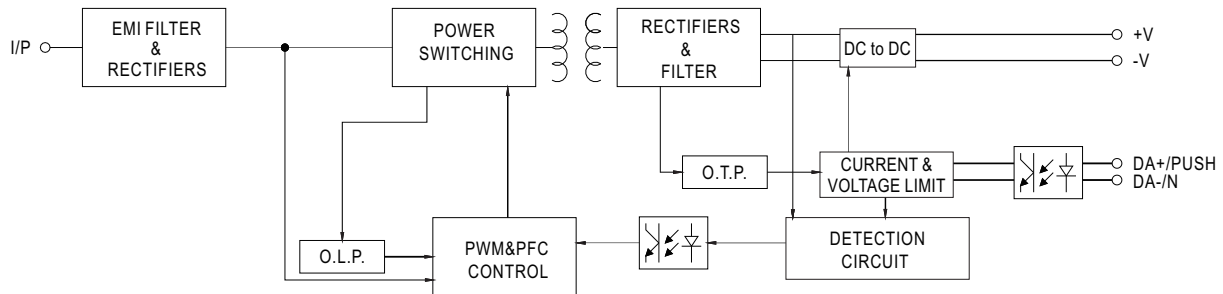 I/P
EMI FILTER
&
RECTIFIERS
POWER
SWITCHING
RECTIFIERS
&
FILTER
DC to DC
+V
-V
O.T.P.
CURRENT &
VOLTAGE LIMIT
DA+/PUSH
DA-/N
O.L.P.
PWM&PFC
CONTROL
DETECTION
CIRCUIT